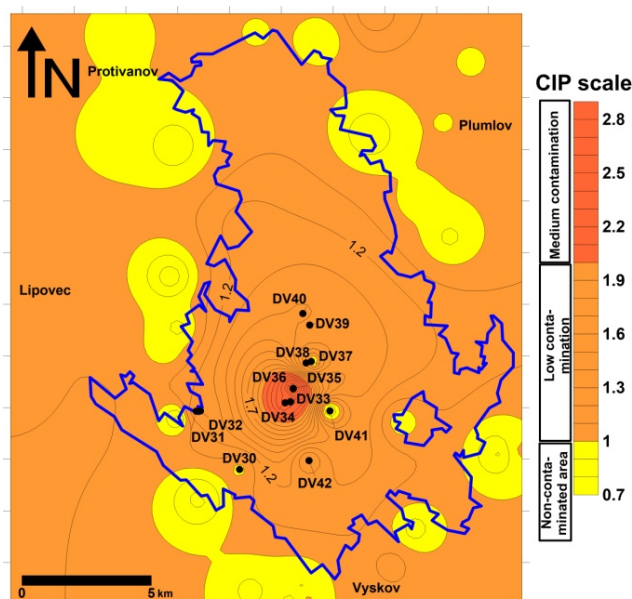 N
Protivanov
Plumlov
1.2
Lipovec
1.2
DV40
DV39
DV38
DV37
DV36
DV35
DV33
1.7
DV34
DV32
DV31
DV41
DV30
1.2
DV42
0
5 km
Vyskov
CIP scale
Medium contamination
Low conta-
mination
Non-conta-
minated area
2.8
2.5
2.2
1.9
1.6
1.3
1
0.7